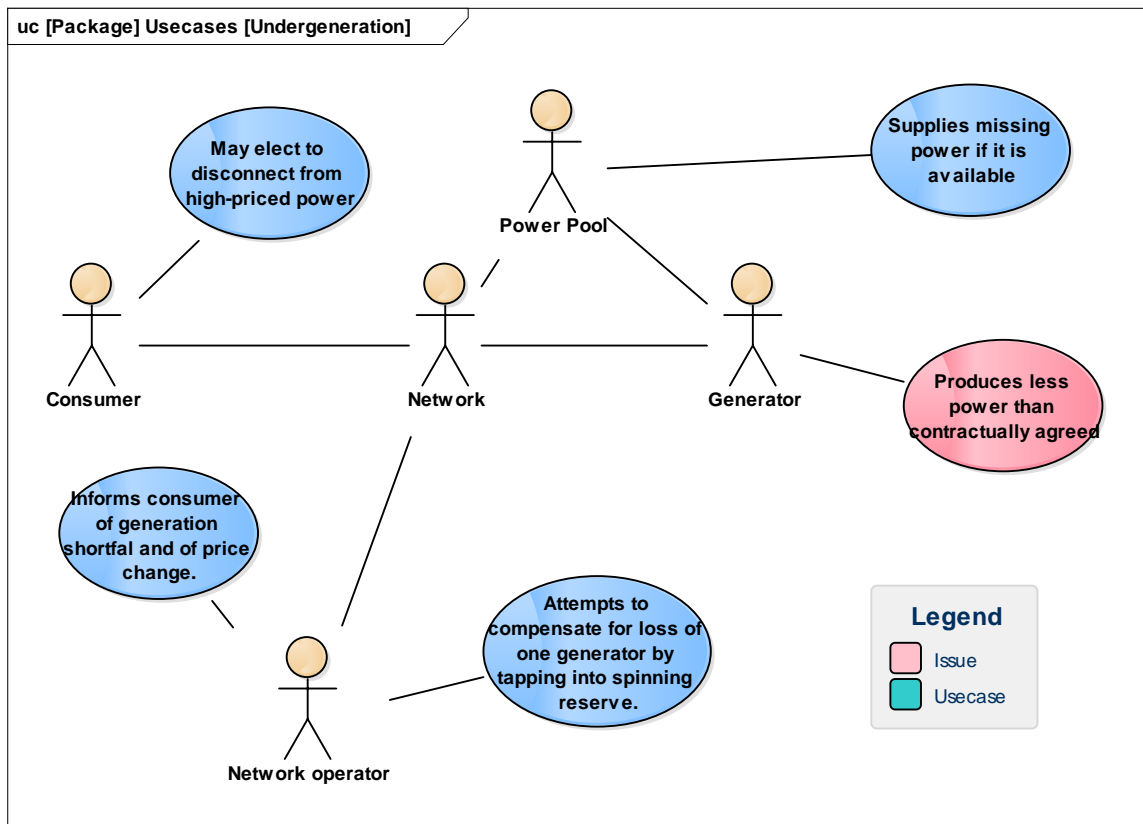 uc [Package] Usecases [Undergeneration]
May elect to
disconnect from
high-priced power
Supplies missing
power if it is
available
Power Pool
Consumer
Network
Generator
Produces less
power than
contractually agreed
Informs consumer
of generation
shortfal and of price
change.
Attempts to
compensate for loss of
one generator by
tapping into spinning
reserve.
Network operator
Legend
Issue
Usecase